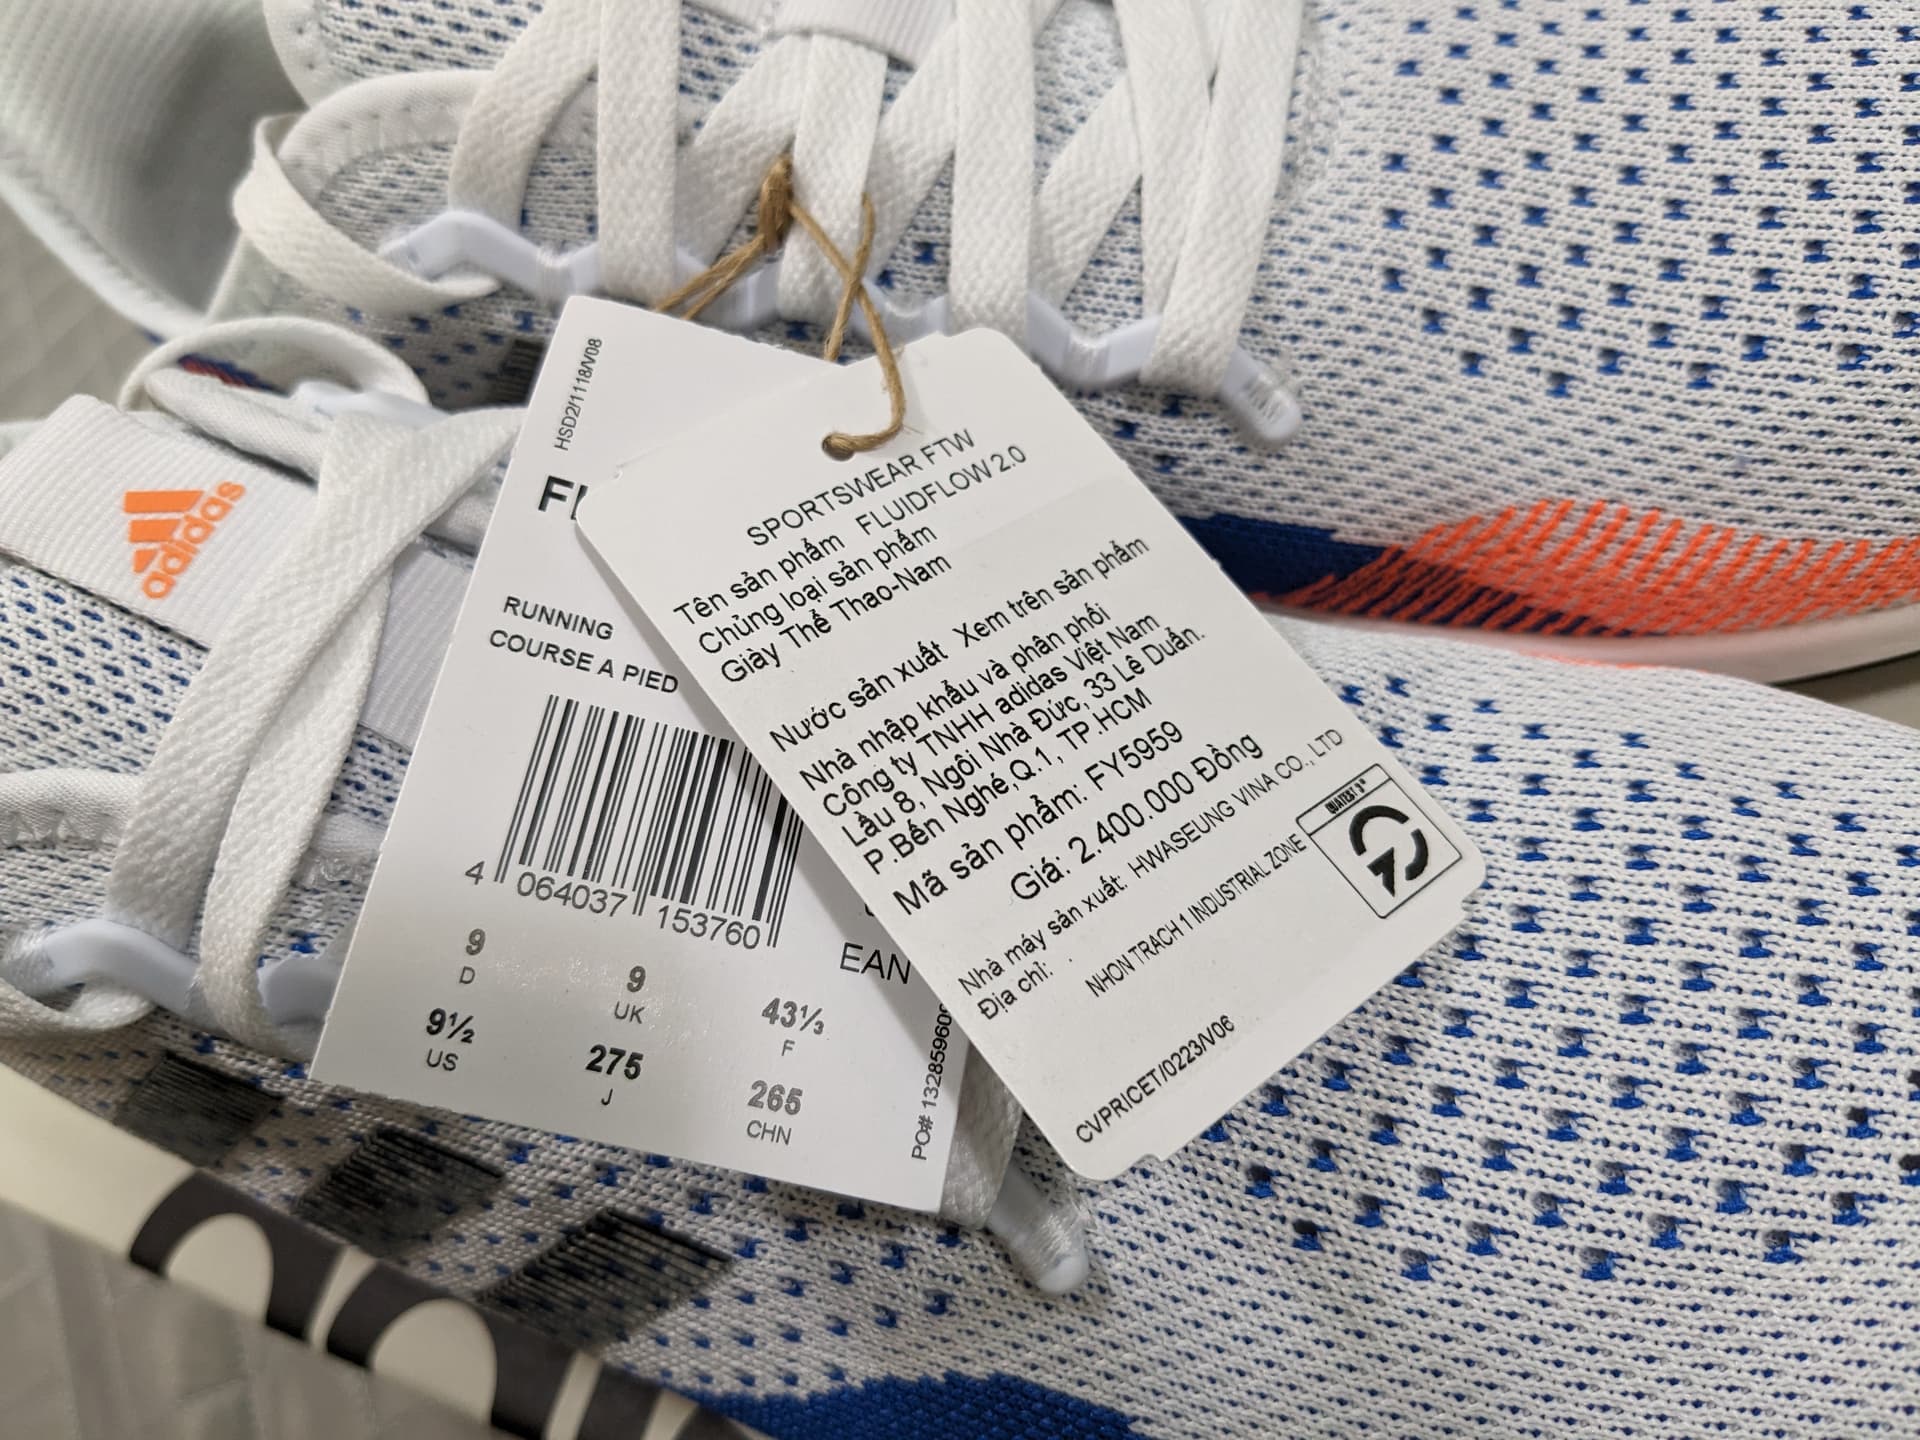 adidas
HSD2/1118/V08
RUNNING
COURSE A PIED
4 064037 153760
EAN
9
D
9
UK
43⅓
F
9½
US
275
J
265
CHN
SPORTSWEAR FTW
Tên sản phẩm FLUIDFLOW 2.0
Chủng loại sản phẩm
Giày Thể Thao-Nam
Nước sản xuất Xem trên sản phẩm
Nhà nhập khẩu và phân phối
Công ty TNHH adidas Việt Nam
Lầu 8, Ngôi Nhà Đức, 33 Lê Duẩn.
P.Bến Nghé,Q.1, TP.HCM
Mã sản phẩm: FY5959
Giá: 2.400.000 Đồng
Nhà máy sản xuất: HWASEUNG VINA CO., LTD
Địa chỉ:
NHON TRACH 1 INDUSTRIAL ZONE
QUATEST 3
CVPRICET/0223/V06